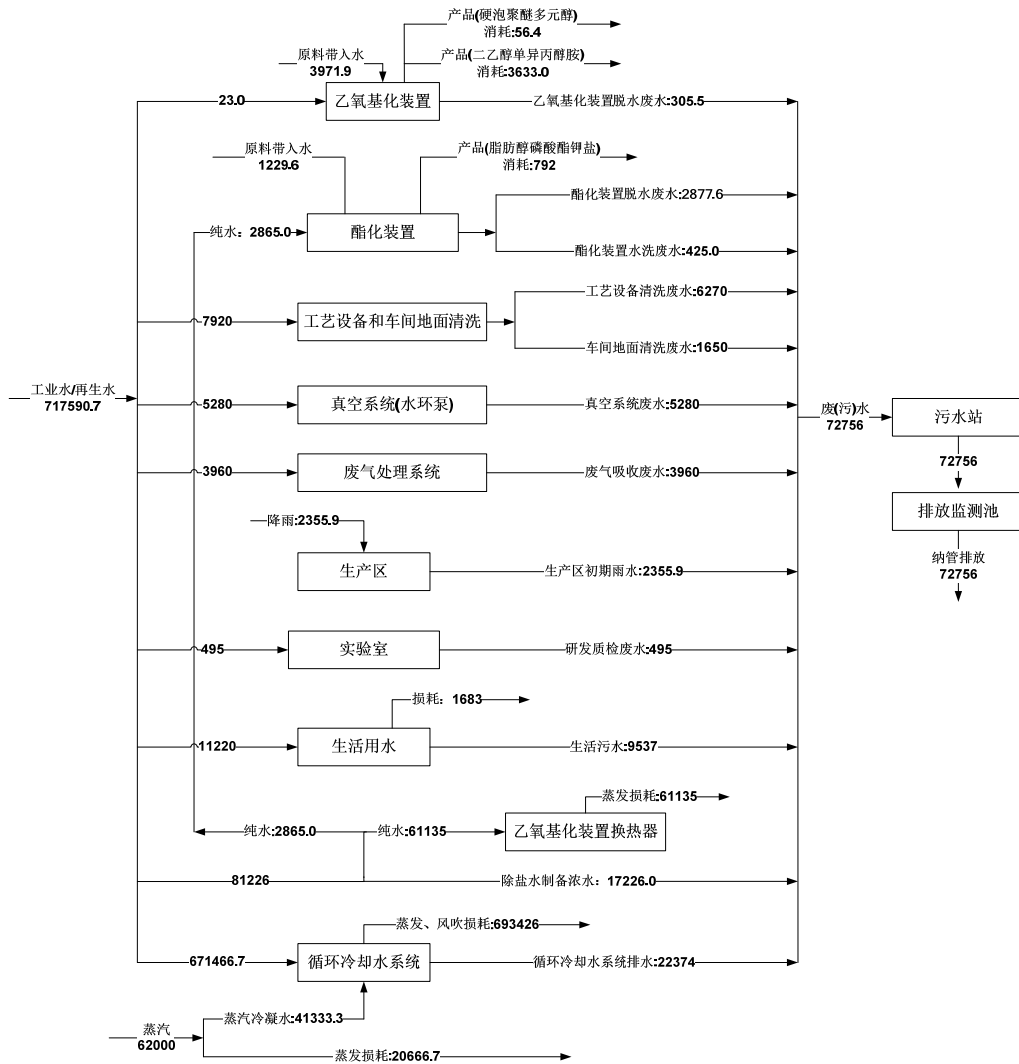 产品(硬泡聚醚多元醇)
消耗:56.4
原料带入水
3971.9
产品(二乙醇单异丙醇胺)
消耗:3633.0
23.0
乙氧基化装置
乙氧基化装置脱水废水:305.5
原料带入水
1229.6
产品(脂肪醇磷酸酯钾盐)
消耗:792
酯化装置脱水废水:2877.6
纯水：2865.0
酯化装置
酯化装置水洗废水:425.0
工艺设备清洗废水:6270
7920
工艺设备和车间地面清洗
车间地面清洗废水:1650
工业水/再生水
717590.7
5280
真空系统(水环泵)
真空系统废水:5280
废(污)水
72756
污水站
72756
3960
废气处理系统
废气吸收废水:3960
排放监测池
降雨:2355.9
生产区
生产区初期雨水:2355.9
纳管排放
72756
495
实验室
研发质检废水:495
损耗：1683
11220
生活用水
生活污水:9537
蒸发损耗:61135
纯水:2865.0
纯水:61135
乙氧基化装置换热器
81226
除盐水制备浓水：17226.0
蒸发、风吹损耗:693426
671466.7
循环冷却水系统
循环冷却水系统排水:22374
蒸汽冷凝水:41333.3
蒸汽
62000
蒸发损耗:20666.7